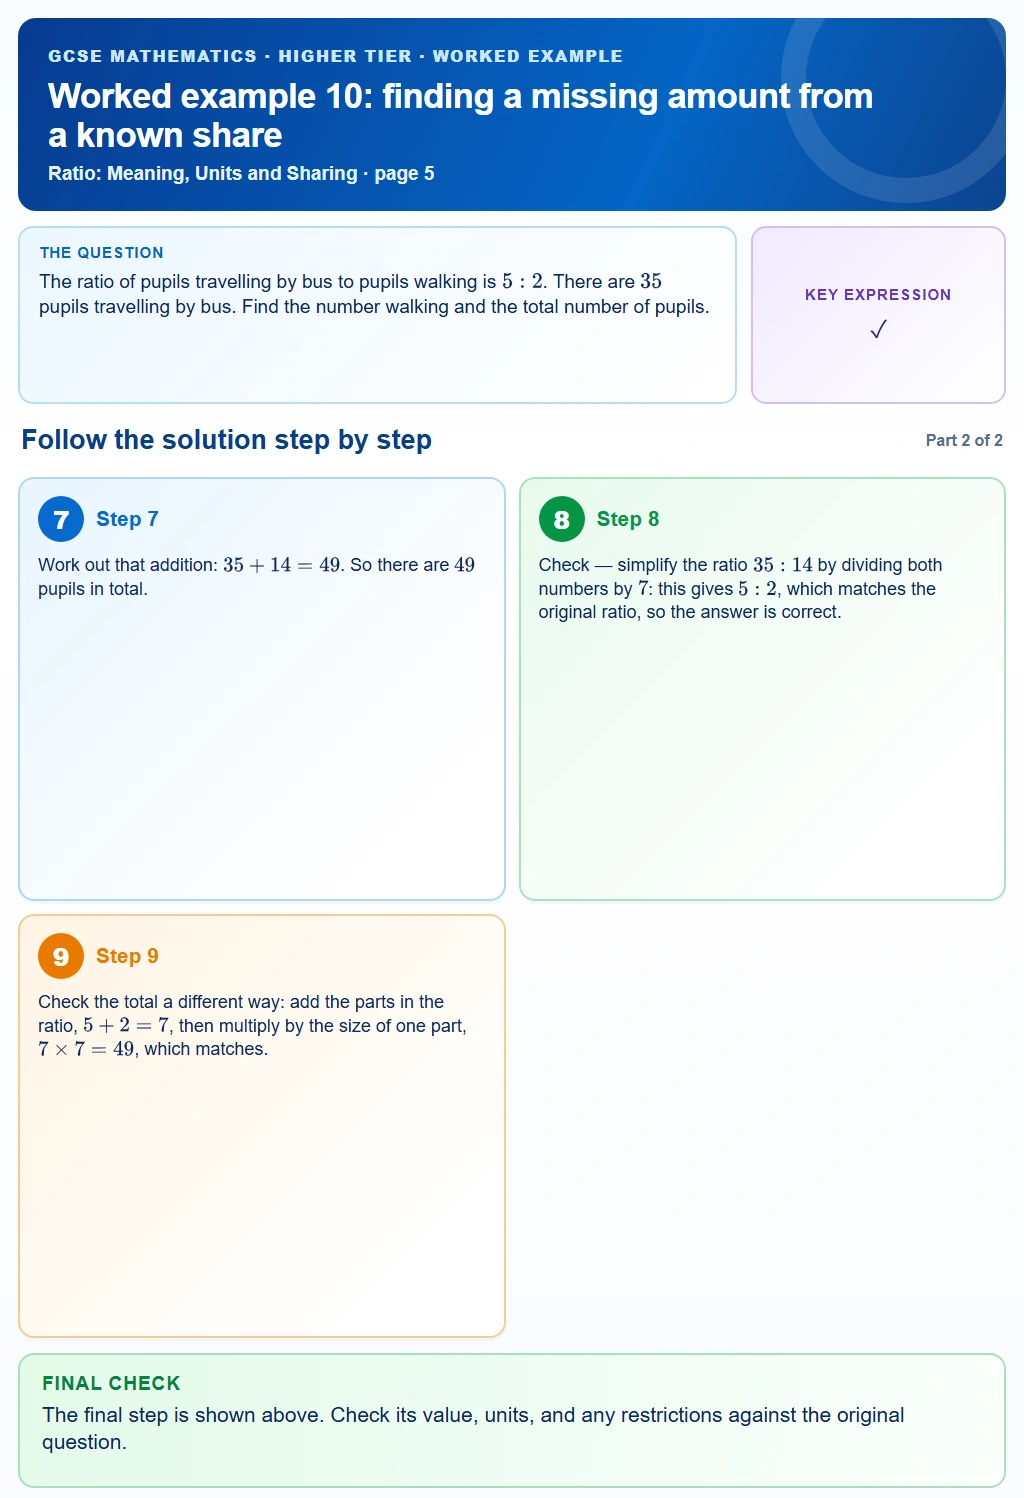 GCSE MATHEMATICS · HIGHER TIER · WORKED EXAMPLE
Worked example 10: finding a missing amount from
a known share
Ratio: Meaning, Units and Sharing · page 5
THE QUESTION
The ratio of pupils travelling by bus to pupils walking is 5 : 2. There are 35
pupils travelling by bus. Find the number walking and the total number of pupils.
KEY EXPRESSION
✓
Follow the solution step by step
Part 2 of 2
7 Step 7
Work out that addition: 35 + 14 = 49. So there are 49
pupils in total.
8 Step 8
Check — simplify the ratio 35 : 14 by dividing both
numbers by 7: this gives 5 : 2, which matches the
original ratio, so the answer is correct.
9 Step 9
Check the total a different way: add the parts in the
ratio, 5 + 2 = 7, then multiply by the size of one part,
7 × 7 = 49, which matches.
FINAL CHECK
The final step is shown above. Check its value, units, and any restrictions against the original
question.